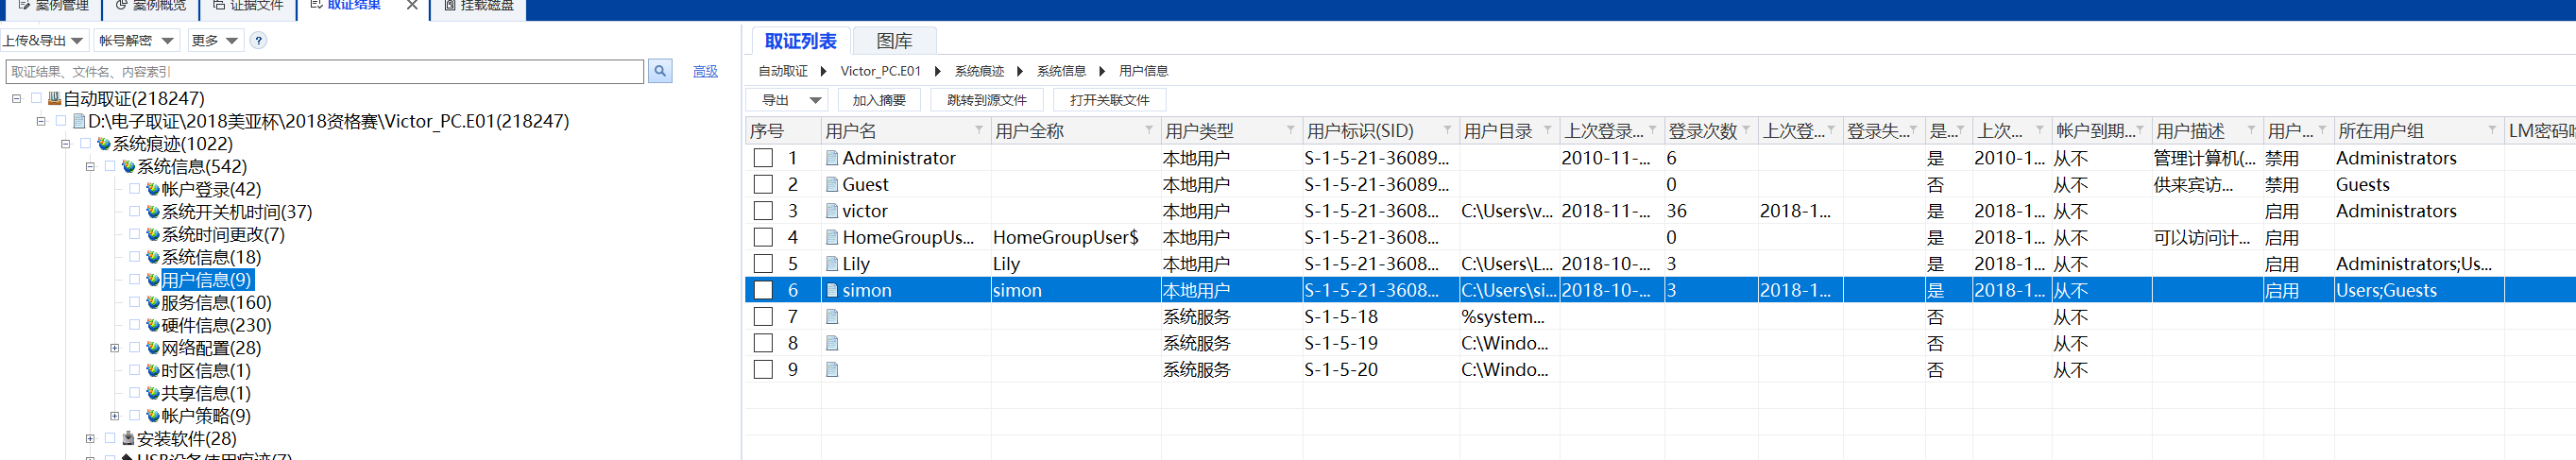 案例管理 案例概览 证据文件 取证结果 挂载磁盘
上传&导出 帐号解密 更多 ?
取证结果、文件名、内容索引 高级
自动取证(218247)
D:\电子取证\2018美亚杯\2018资格赛\Victor_PC.E01(218247)
系统痕迹(1022)
系统信息(542)
帐户登录(42)
系统开关机时间(37)
系统时间更改(7)
系统信息(18)
用户信息(9)
服务信息(160)
硬件信息(230)
网络配置(28)
时区信息(1)
共享信息(1)
帐户策略(9)
安装软件(28)
USB设备使用痕迹(7)
取证列表 图库
自动取证 Victor_PC.E01 系统痕迹 系统信息 用户信息
导出 加入摘要 跳转到源文件 打开关联文件
序号 用户名 用户全称 用户类型 用户标识(SID) 用户目录 上次登录... 登录次数 上次登... 登录失... 是... 上次... 帐户到期... 用户描述 用户... 所在用户组 LM密码
1 Administrator 本地用户 S-1-5-21-36089... 2010-11-... 6 是 2010-1... 从不 管理计算机(... 禁用 Administrators
2 Guest 本地用户 S-1-5-21-36089... 0 否 从不 供来宾访... 禁用 Guests
3 victor 本地用户 S-1-5-21-3608... C:\Users\v... 2018-11-... 36 2018-1... 是 2018-1... 从不 启用 Administrators
4 HomeGroupUs... HomeGroupUser$ 本地用户 S-1-5-21-3608... 0 是 2018-1... 从不 可以访问计... 启用
5 Lily Lily 本地用户 S-1-5-21-3608... C:\Users\L... 2018-10-... 3 是 2018-1... 从不 启用 Administrators;Us...
6 simon simon 本地用户 S-1-5-21-3608... C:\Users\si... 2018-10-... 3 2018-1... 是 2018-1... 从不 启用 Users;Guests
7 系统服务 S-1-5-18 %system... 否 从不
8 系统服务 S-1-5-19 C:\Windo... 否 从不
9 系统服务 S-1-5-20 C:\Windo... 否 从不